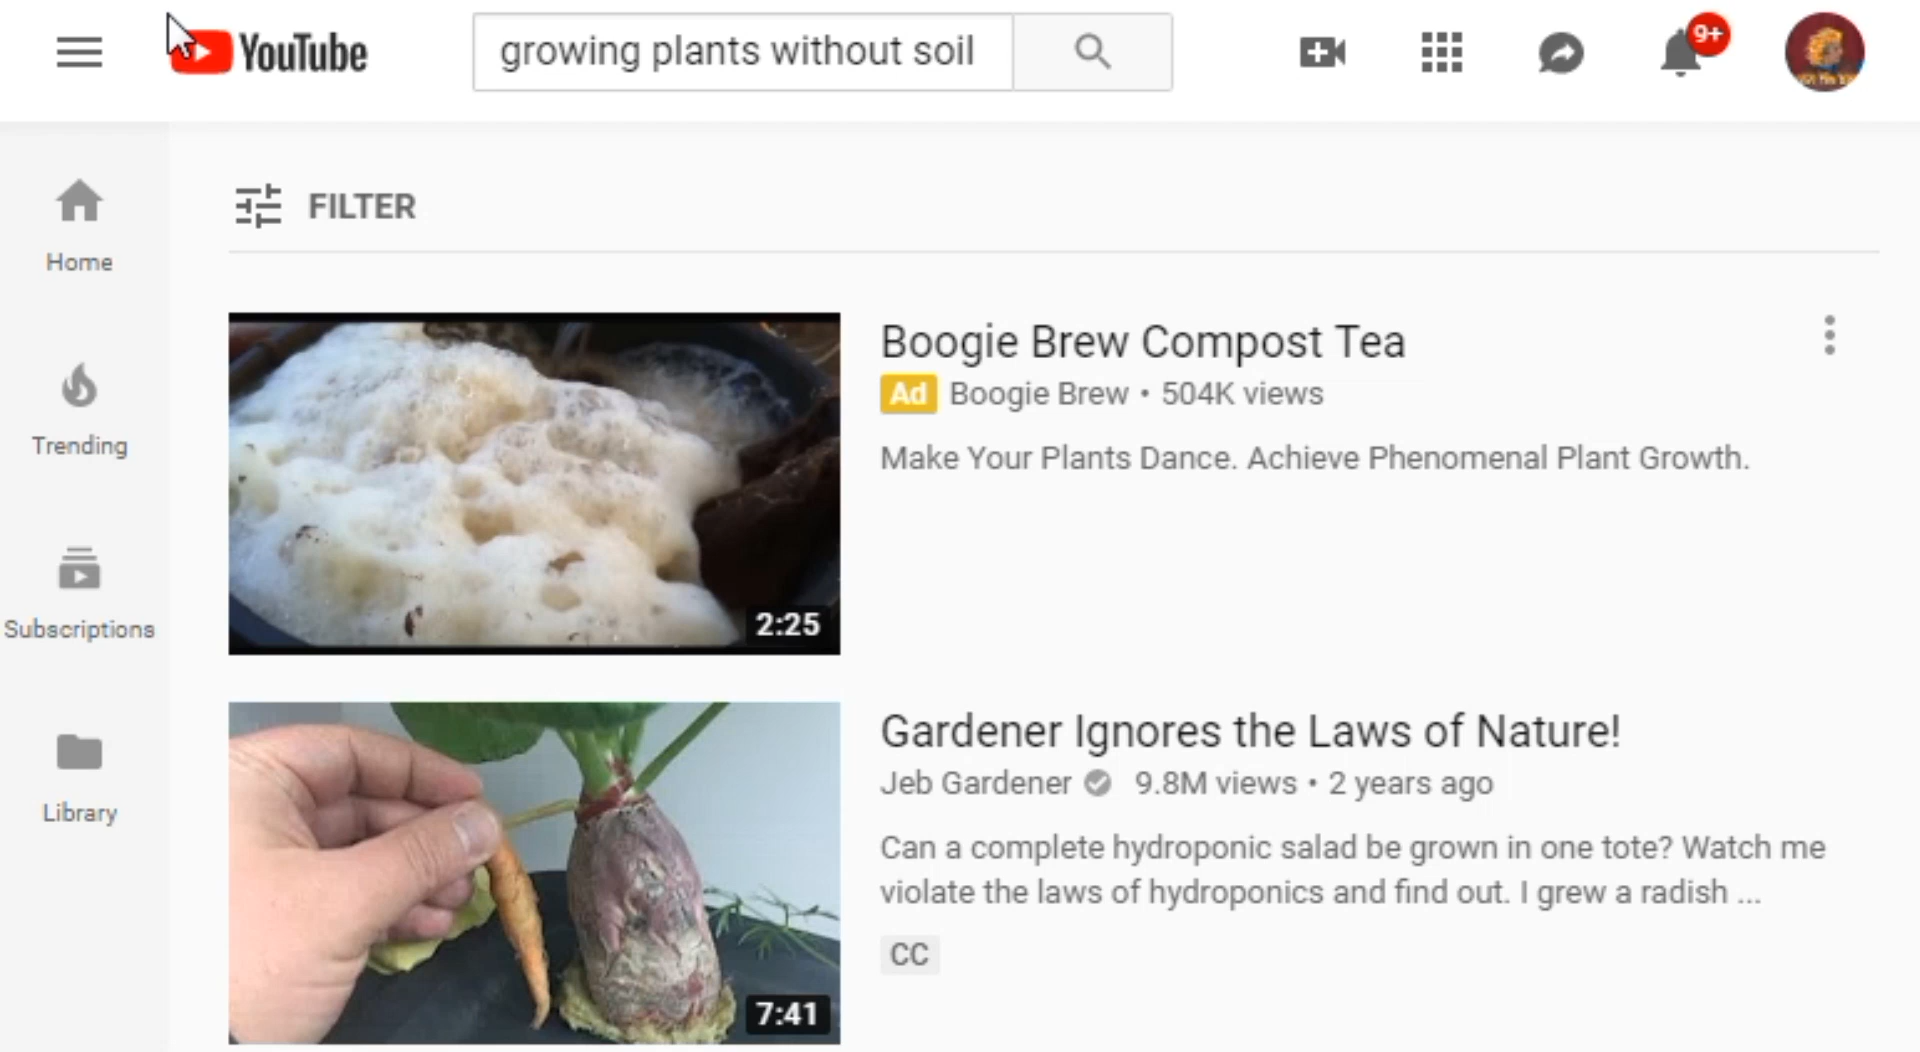 YouTube
growing plants without soil
9+
FILTER
Home
Trending
Subscriptions
Library
2:25
Boogie Brew Compost Tea
Ad Boogie Brew • 504K views
Make Your Plants Dance. Achieve Phenomenal Plant Growth.
7:41
Gardener Ignores the Laws of Nature!
Jeb Gardener 9.8M views • 2 years ago
Can a complete hydroponic salad be grown in one tote? Watch me
violate the laws of hydroponics and find out. I grew a radish ...
CC